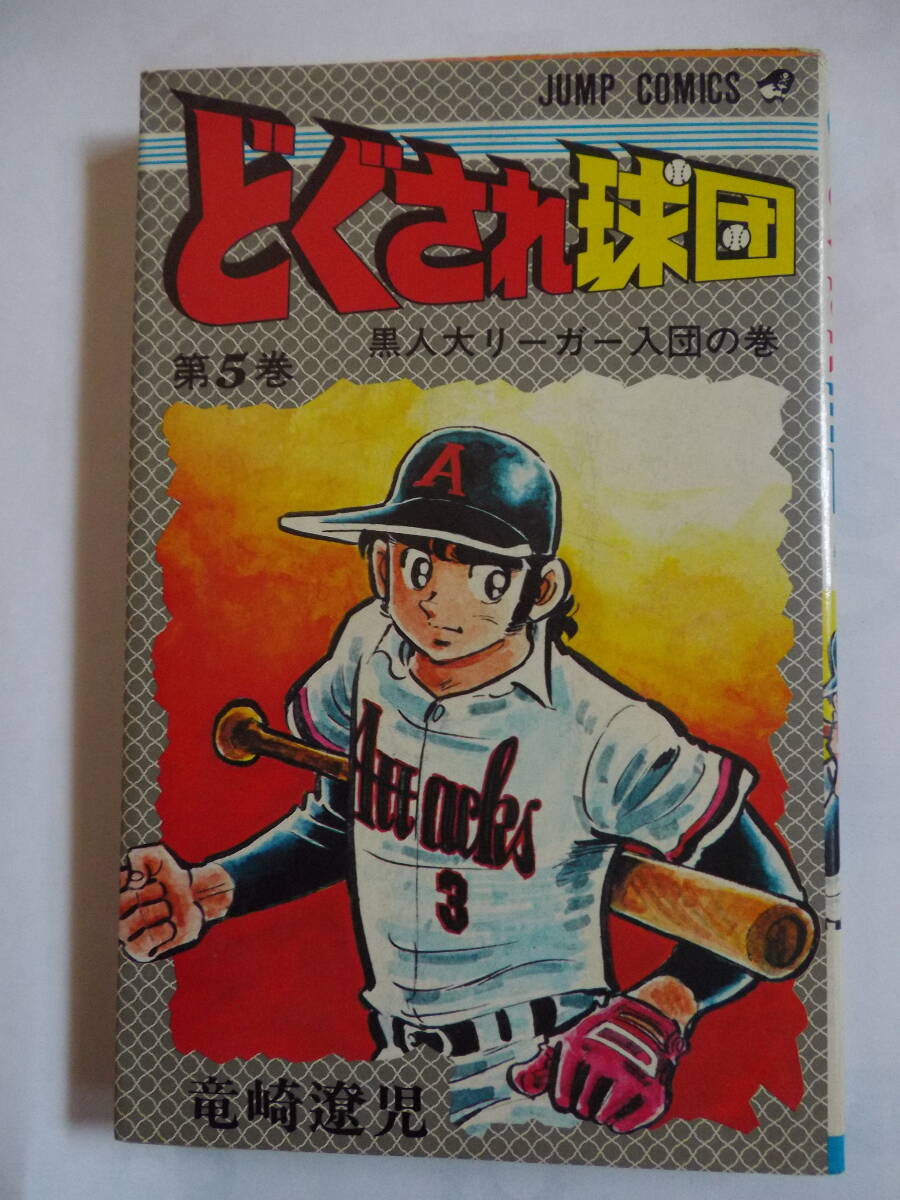 JUMP COMICS
どぐされ球団
黒人大リーガー入団の巻
第5巻
A
Attacks
3
竜崎遼児